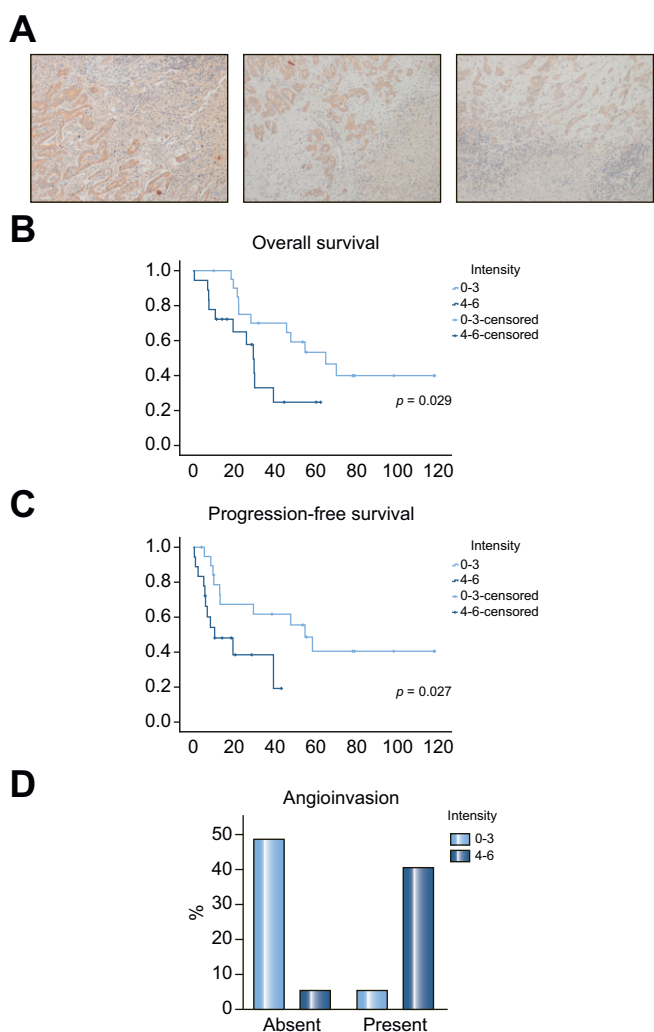 A
B
Overall survival
1.0
0.8
0.6
0.4
0.2
0.0
0 20 40 60 80 100 120
Intensity
0-3
4-6
0-3-censored
4-6-censored
p = 0.029
C
Progression-free survival
1.0
0.8
0.6
0.4
0.2
0.0
0 20 40 60 80 100 120
Intensity
0-3
4-6
0-3-censored
4-6-censored
p = 0.027
D
Angioinvasion
%
50
40
30
20
10
0
Absent Present
Intensity
0-3
4-6